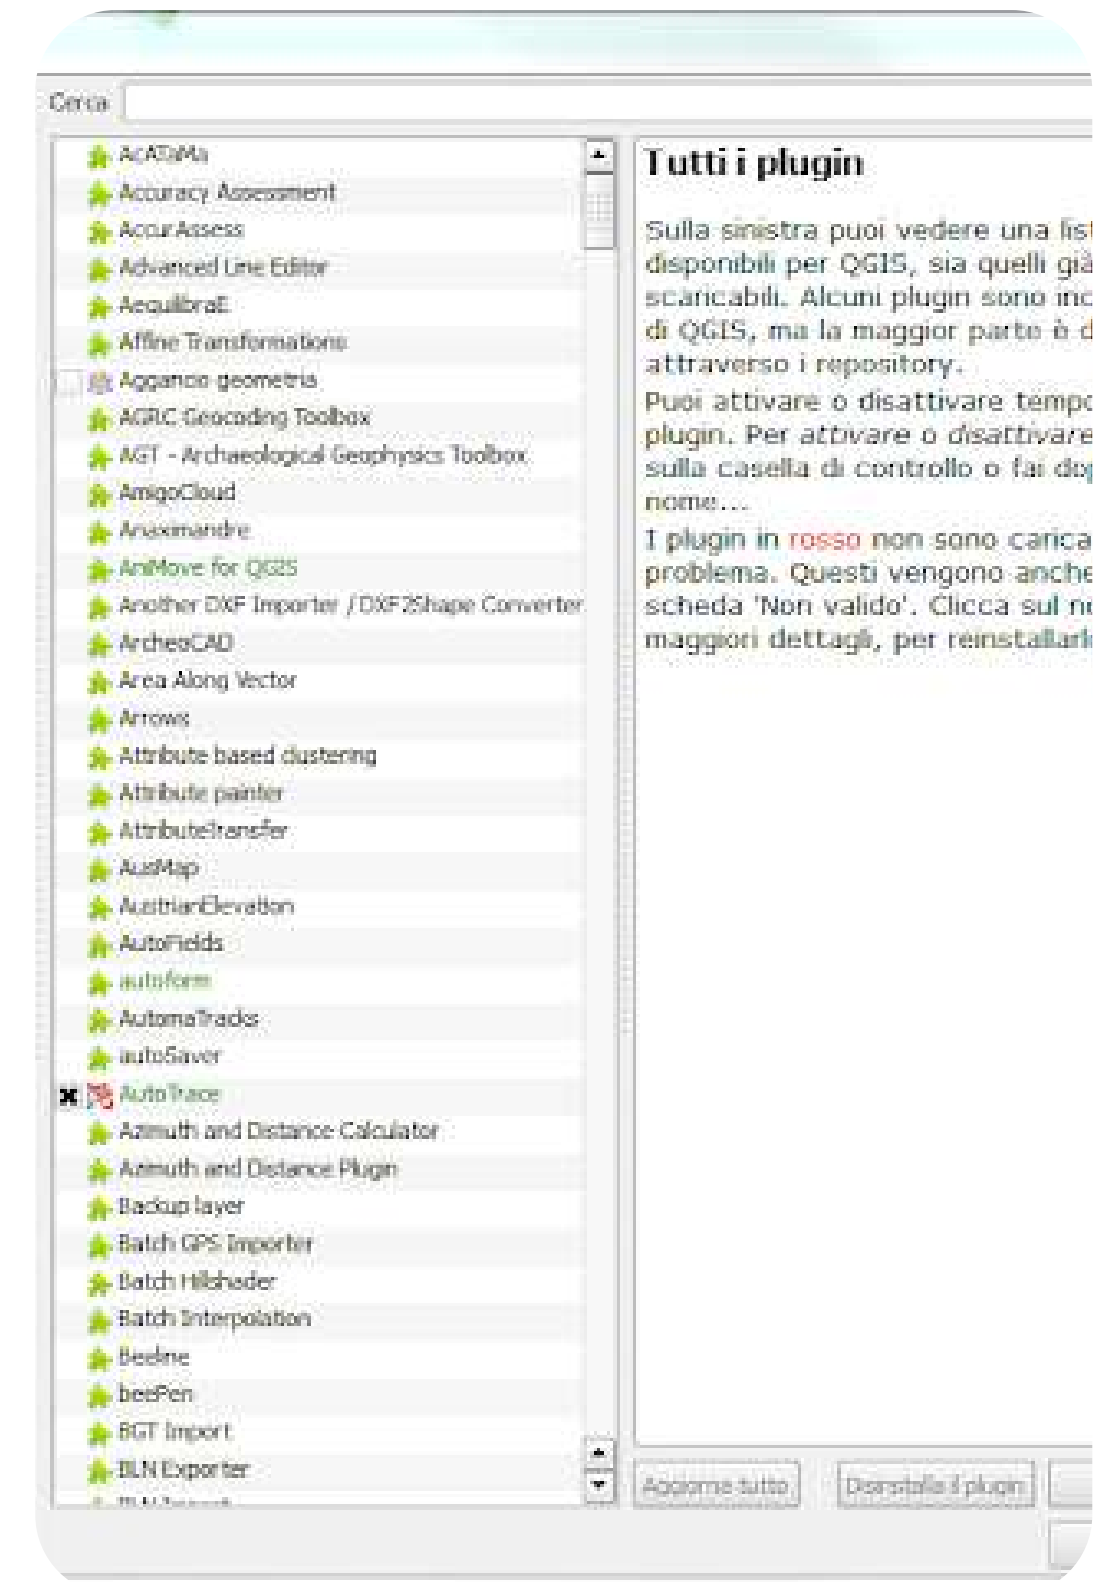 Cerca
AcATaMa
Accuracy Assessment
AccurAssess
Advanced Line Editor
AequilibraE
Affine Transformations
Aggancio geometria
AGRC Geocoding Toolbox
AGT - Archaeological Geophysics Toolbox
AmigoCloud
Anaximandre
AniMove for QGIS
Another DXF Importer / DXF2Shape Converter
ArcheoCAD
Area Along Vector
Arrows
Attribute based clustering
Attribute painter
AttributeTransfer
AusMap
AustrianElevation
AutoFields
autoform
AutomaTracks
autoSaver
AutoTrace
Azimuth and Distance Calculator
Azimuth and Distance Plugin
Backup layer
Batch GPS Importer
Batch Hillshader
Batch Interpolation
Beeline
beePen
BGT Import
BLN Exporter
Tutti i plugin
Sulla sinistra puoi vedere una list
disponibili per QGIS, sia quelli già
scaricabili. Alcuni plugin sono inc
di QGIS, ma la maggior parte è d
attraverso i repository.
Puoi attivare o disattivare tempo
plugin. Per attivare o disattivare
sulla casella di controllo o fai dop
nome...
I plugin in rosso non sono carica
problema. Questi vengono anche
scheda 'Non valido'. Clicca sul no
maggiori dettagli, per reinstallarlo
Aggiorna tutto
Disinstalla il plugin